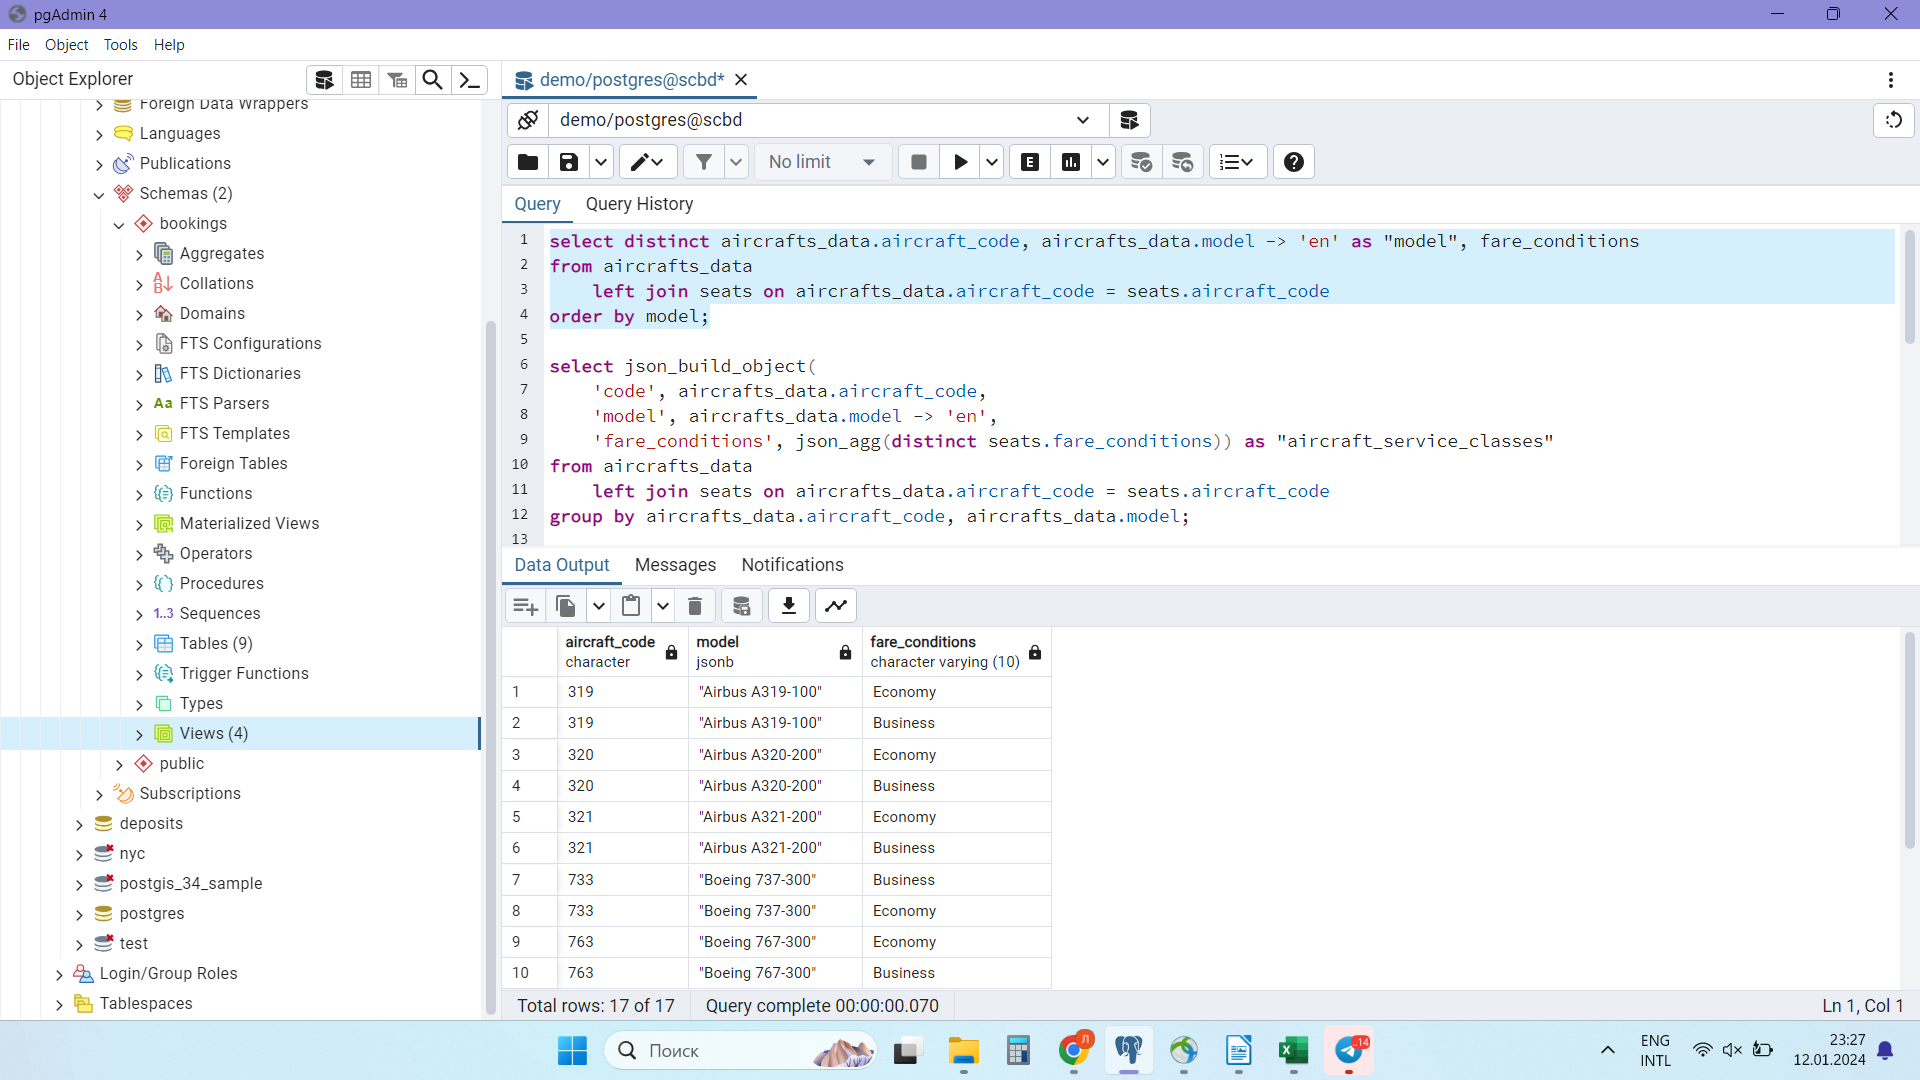 pgAdmin 4
File Object Tools Help
Object Explorer
Foreign Data Wrappers
Languages
Publications
Schemas (2)
bookings
Aggregates
Collations
Domains
FTS Configurations
FTS Dictionaries
Aa FTS Parsers
FTS Templates
Foreign Tables
Functions
Materialized Views
Operators
Procedures
1..3 Sequences
Tables (9)
Trigger Functions
Types
Views (4)
public
Subscriptions
deposits
nyc
postgis_34_sample
postgres
test
Login/Group Roles
Tablespaces
demo/postgres@scbd*
demo/postgres@scbd
No limit
E
Query Query History
1 select distinct aircrafts_data.aircraft_code, aircrafts_data.model -> 'en' as "model", fare_conditions
2 from aircrafts_data
3 left join seats on aircrafts_data.aircraft_code = seats.aircraft_code
4 order by model;
5
6 select json_build_object(
7 'code', aircrafts_data.aircraft_code,
8 'model', aircrafts_data.model -> 'en',
9 'fare_conditions', json_agg(distinct seats.fare_conditions)) as "aircraft_service_classes"
10 from aircrafts_data
11 left join seats on aircrafts_data.aircraft_code = seats.aircraft_code
12 group by aircrafts_data.aircraft_code, aircrafts_data.model;
13
Data Output Messages Notifications
aircraft_code model fare_conditions
character jsonb character varying (10)
1 319 "Airbus A319-100" Economy
2 319 "Airbus A319-100" Business
3 320 "Airbus A320-200" Economy
4 320 "Airbus A320-200" Business
5 321 "Airbus A321-200" Economy
6 321 "Airbus A321-200" Business
7 733 "Boeing 737-300" Business
8 733 "Boeing 737-300" Economy
9 763 "Boeing 767-300" Economy
10 763 "Boeing 767-300" Business
Total rows: 17 of 17 Query complete 00:00:00.070 Ln 1, Col 1
Поиск
Л
14
ENG
INTL
23:27
12.01.2024